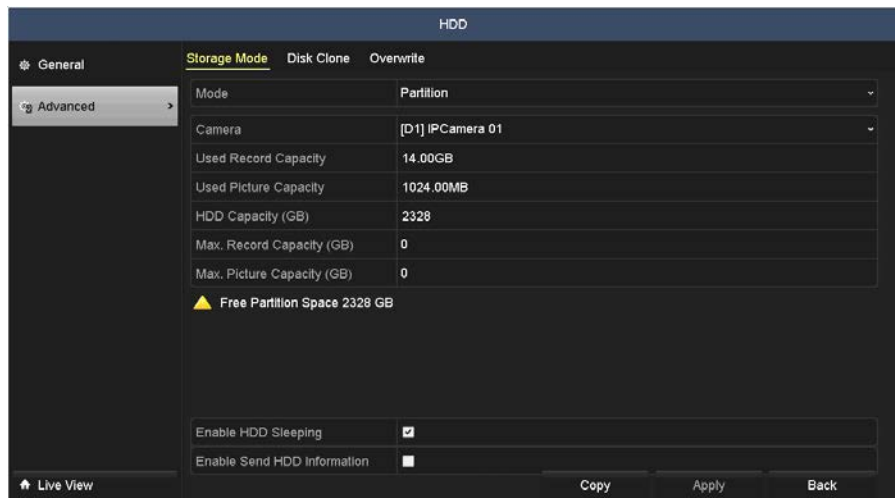 HDD
General
Advanced
Storage Mode Disk Clone Overwrite
Mode Partition
Camera [D1] IPCamera 01
Used Record Capacity 14.00GB
Used Picture Capacity 1024.00MB
HDD Capacity (GB) 2328
Max. Record Capacity (GB) 0
Max. Picture Capacity (GB) 0
Free Partition Space 2328 GB
Enable HDD Sleeping
Enable Send HDD Information
Live View Copy Apply Back